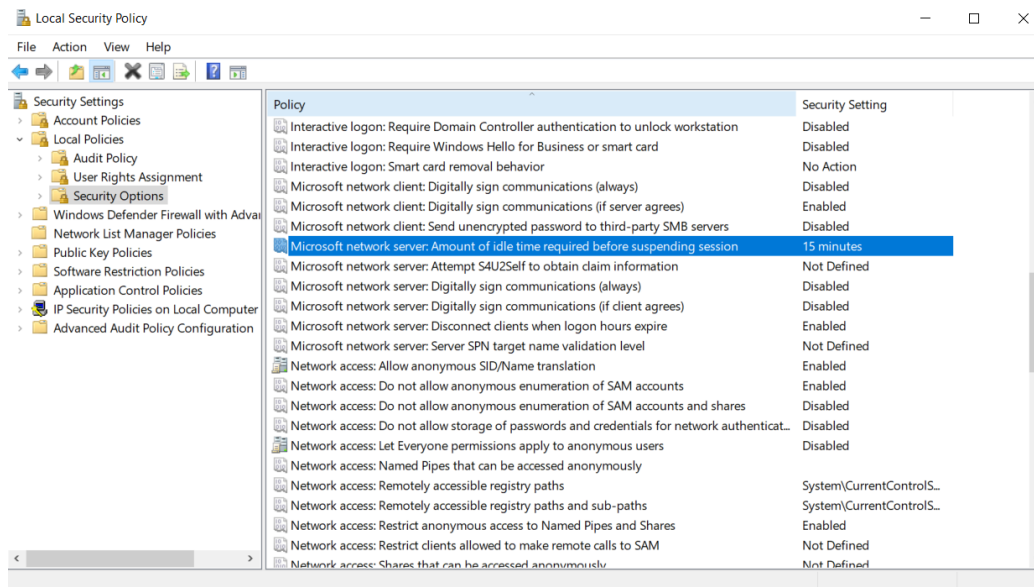 Local Security Policy
File Action View Help
Security Settings
Account Policies
Local Policies
Audit Policy
User Rights Assignment
Security Options
Windows Defender Firewall with Advar
Network List Manager Policies
Public Key Policies
Software Restriction Policies
Application Control Policies
IP Security Policies on Local Computer
Advanced Audit Policy Configuration
Policy Security Setting
Interactive logon: Require Domain Controller authentication to unlock workstation Disabled
Interactive logon: Require Windows Hello for Business or smart card Disabled
Interactive logon: Smart card removal behavior No Action
Microsoft network client: Digitally sign communications (always) Disabled
Microsoft network client: Digitally sign communications (if server agrees) Enabled
Microsoft network client: Send unencrypted password to third-party SMB servers Disabled
Microsoft network server: Amount of idle time required before suspending session 15 minutes
Microsoft network server: Attempt S4U2Self to obtain claim information Not Defined
Microsoft network server: Digitally sign communications (always) Disabled
Microsoft network server: Digitally sign communications (if client agrees) Disabled
Microsoft network server: Disconnect clients when logon hours expire Enabled
Microsoft network server: Server SPN target name validation level Not Defined
Network access: Allow anonymous SID/Name translation Enabled
Network access: Do not allow anonymous enumeration of SAM accounts Enabled
Network access: Do not allow anonymous enumeration of SAM accounts and shares Disabled
Network access: Do not allow storage of passwords and credentials for network authenticat... Disabled
Network access: Let Everyone permissions apply to anonymous users Disabled
Network access: Named Pipes that can be accessed anonymously
Network access: Remotely accessible registry paths System\CurrentControlS...
Network access: Remotely accessible registry paths and sub-paths System\CurrentControlS...
Network access: Restrict anonymous access to Named Pipes and Shares Enabled
Network access: Restrict clients allowed to make remote calls to SAM Not Defined
Network access: Shares that can be accessed anonymously Not Defined